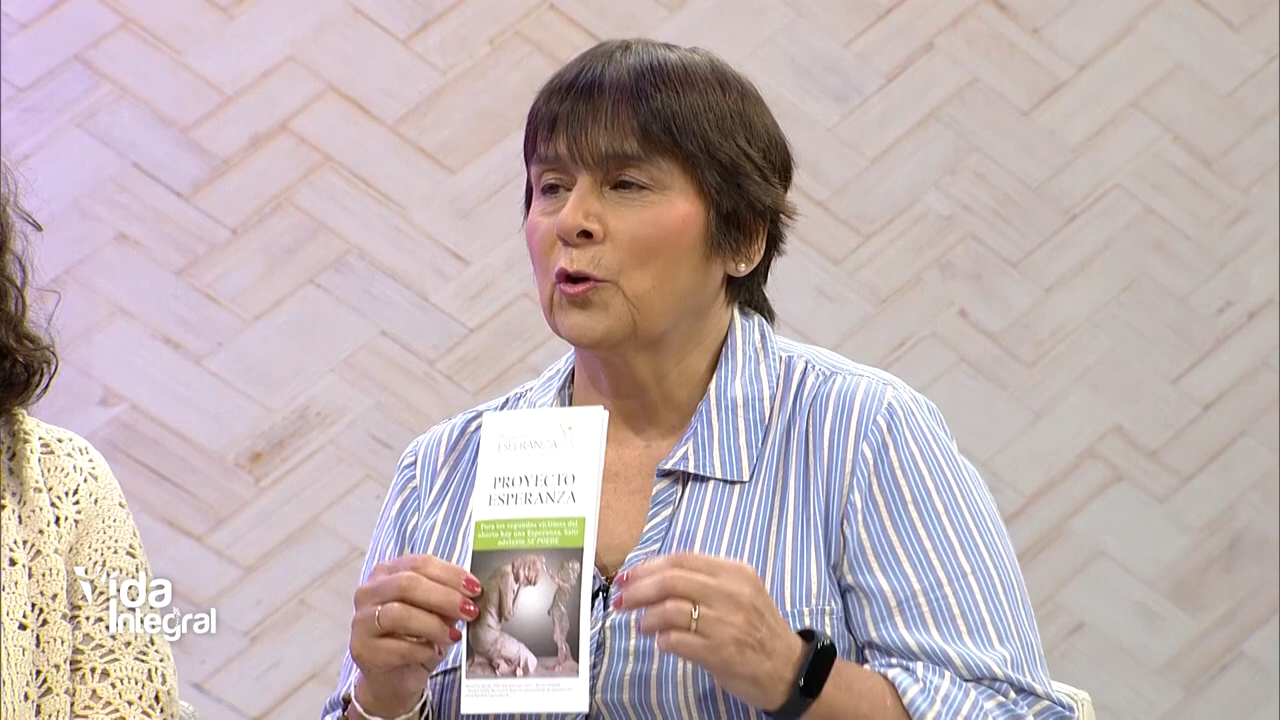 ESPERANZA
PROYECTO
ESPERANZA
Para las segundas víctimas del
aborto hay una Esperanza. Salir
adelante SE PUEDE
Vida
Integral